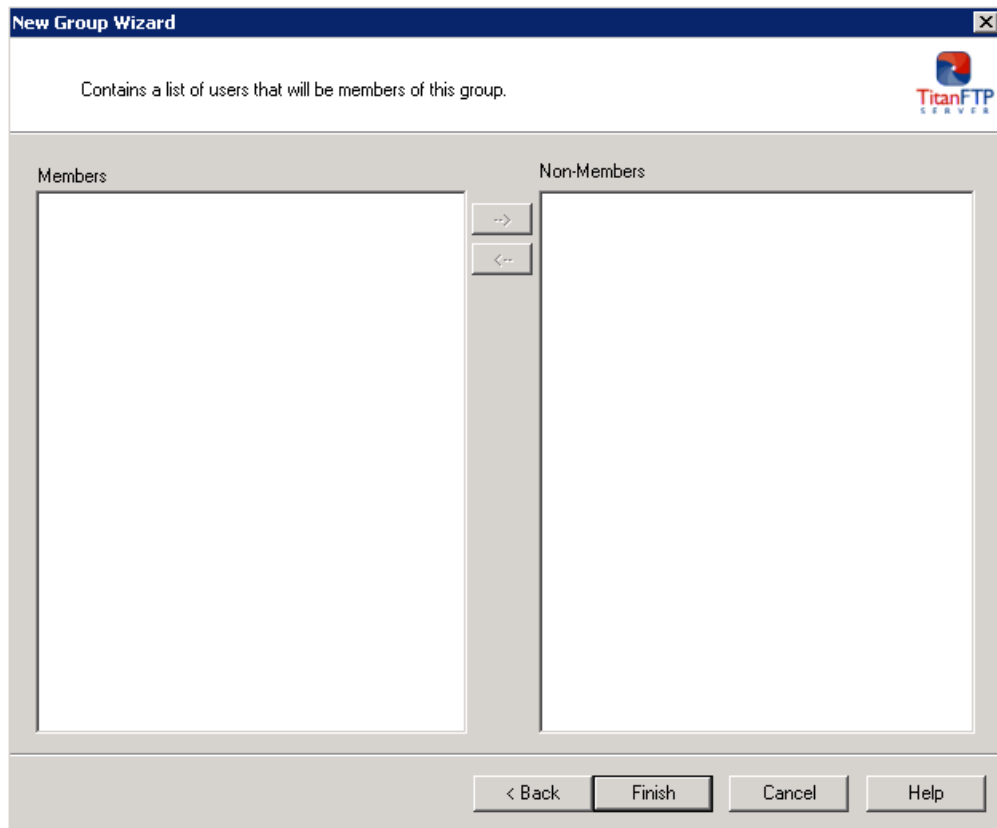 New Group Wizard
Contains a list of users that will be members of this group.
TitanFTP
SERVER
Members
Non-Members
-->
<--
< Back
Finish
Cancel
Help